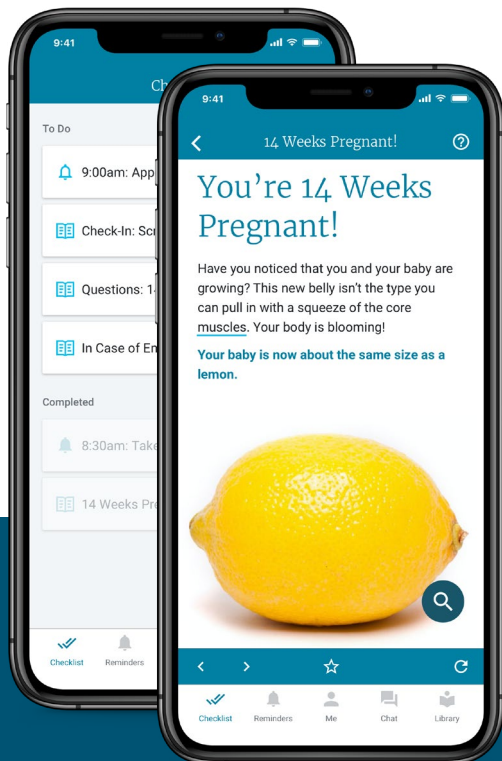 9:41
Ch
To Do
9:00am: App
Check-In: Scr
Questions: 1
In Case of Em
Completed
8:30am: Take
14 Weeks Pre
Checklist
Reminders
9:41
14 Weeks Pregnant!
You're 14 Weeks
Pregnant!
Have you noticed that you and your baby are
growing? This new belly isn't the type you
can pull in with a squeeze of the core
muscles. Your body is blooming!
Your baby is now about the same size as a
lemon.
Checklist
Reminders
Me
Chat
Library